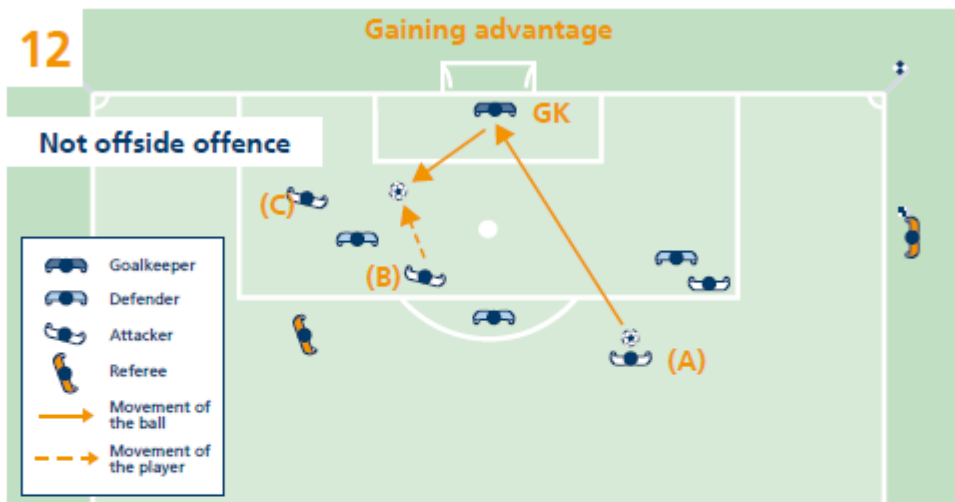 12
Gaining advantage
GK
Not offside offence
(C)
(B)
(A)
Goalkeeper
Defender
Attacker
Referee
Movement of
the ball
Movement of
the player